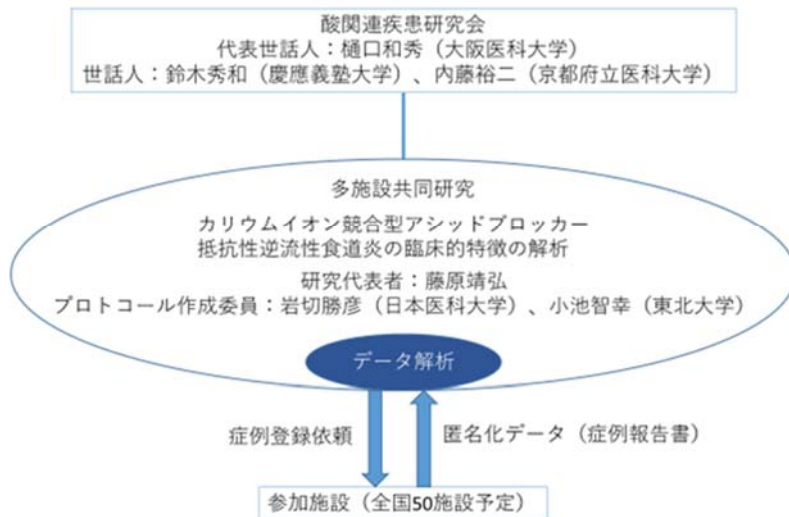 酸関連疾患研究会
代表世話人：樋口和秀（大阪医科大学）
世話人：鈴木秀和（慶應義塾大学）、内藤裕二（京都府立医科大学）
多施設共同研究
カリウムイオン競合型アシッドブロッカー
抵抗性逆流性食道炎の臨床的特徴の解析
研究代表者：藤原靖弘
プロトコール作成委員：岩切勝彦（日本医科大学）、小池智幸（東北大学）
データ解析
症例登録依頼
匿名化データ（症例報告書）
参加施設（全国50施設予定）